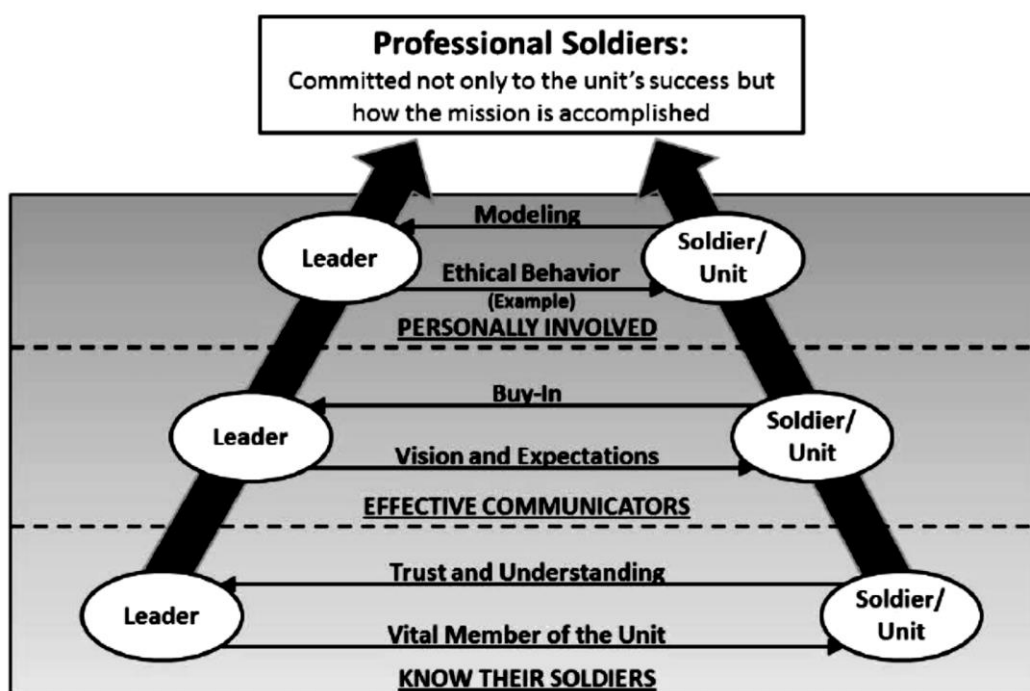 Professional Soldiers:
Committed not only to the unit's success but
how the mission is accomplished
Modeling
Leader
Soldier/
Unit
Ethical Behavior
(Example)
PERSONALLY INVOLVED
Buy-In
Leader
Soldier/
Unit
Vision and Expectations
EFFECTIVE COMMUNICATORS
Trust and Understanding
Leader
Soldier/
Unit
Vital Member of the Unit
KNOW THEIR SOLDIERS